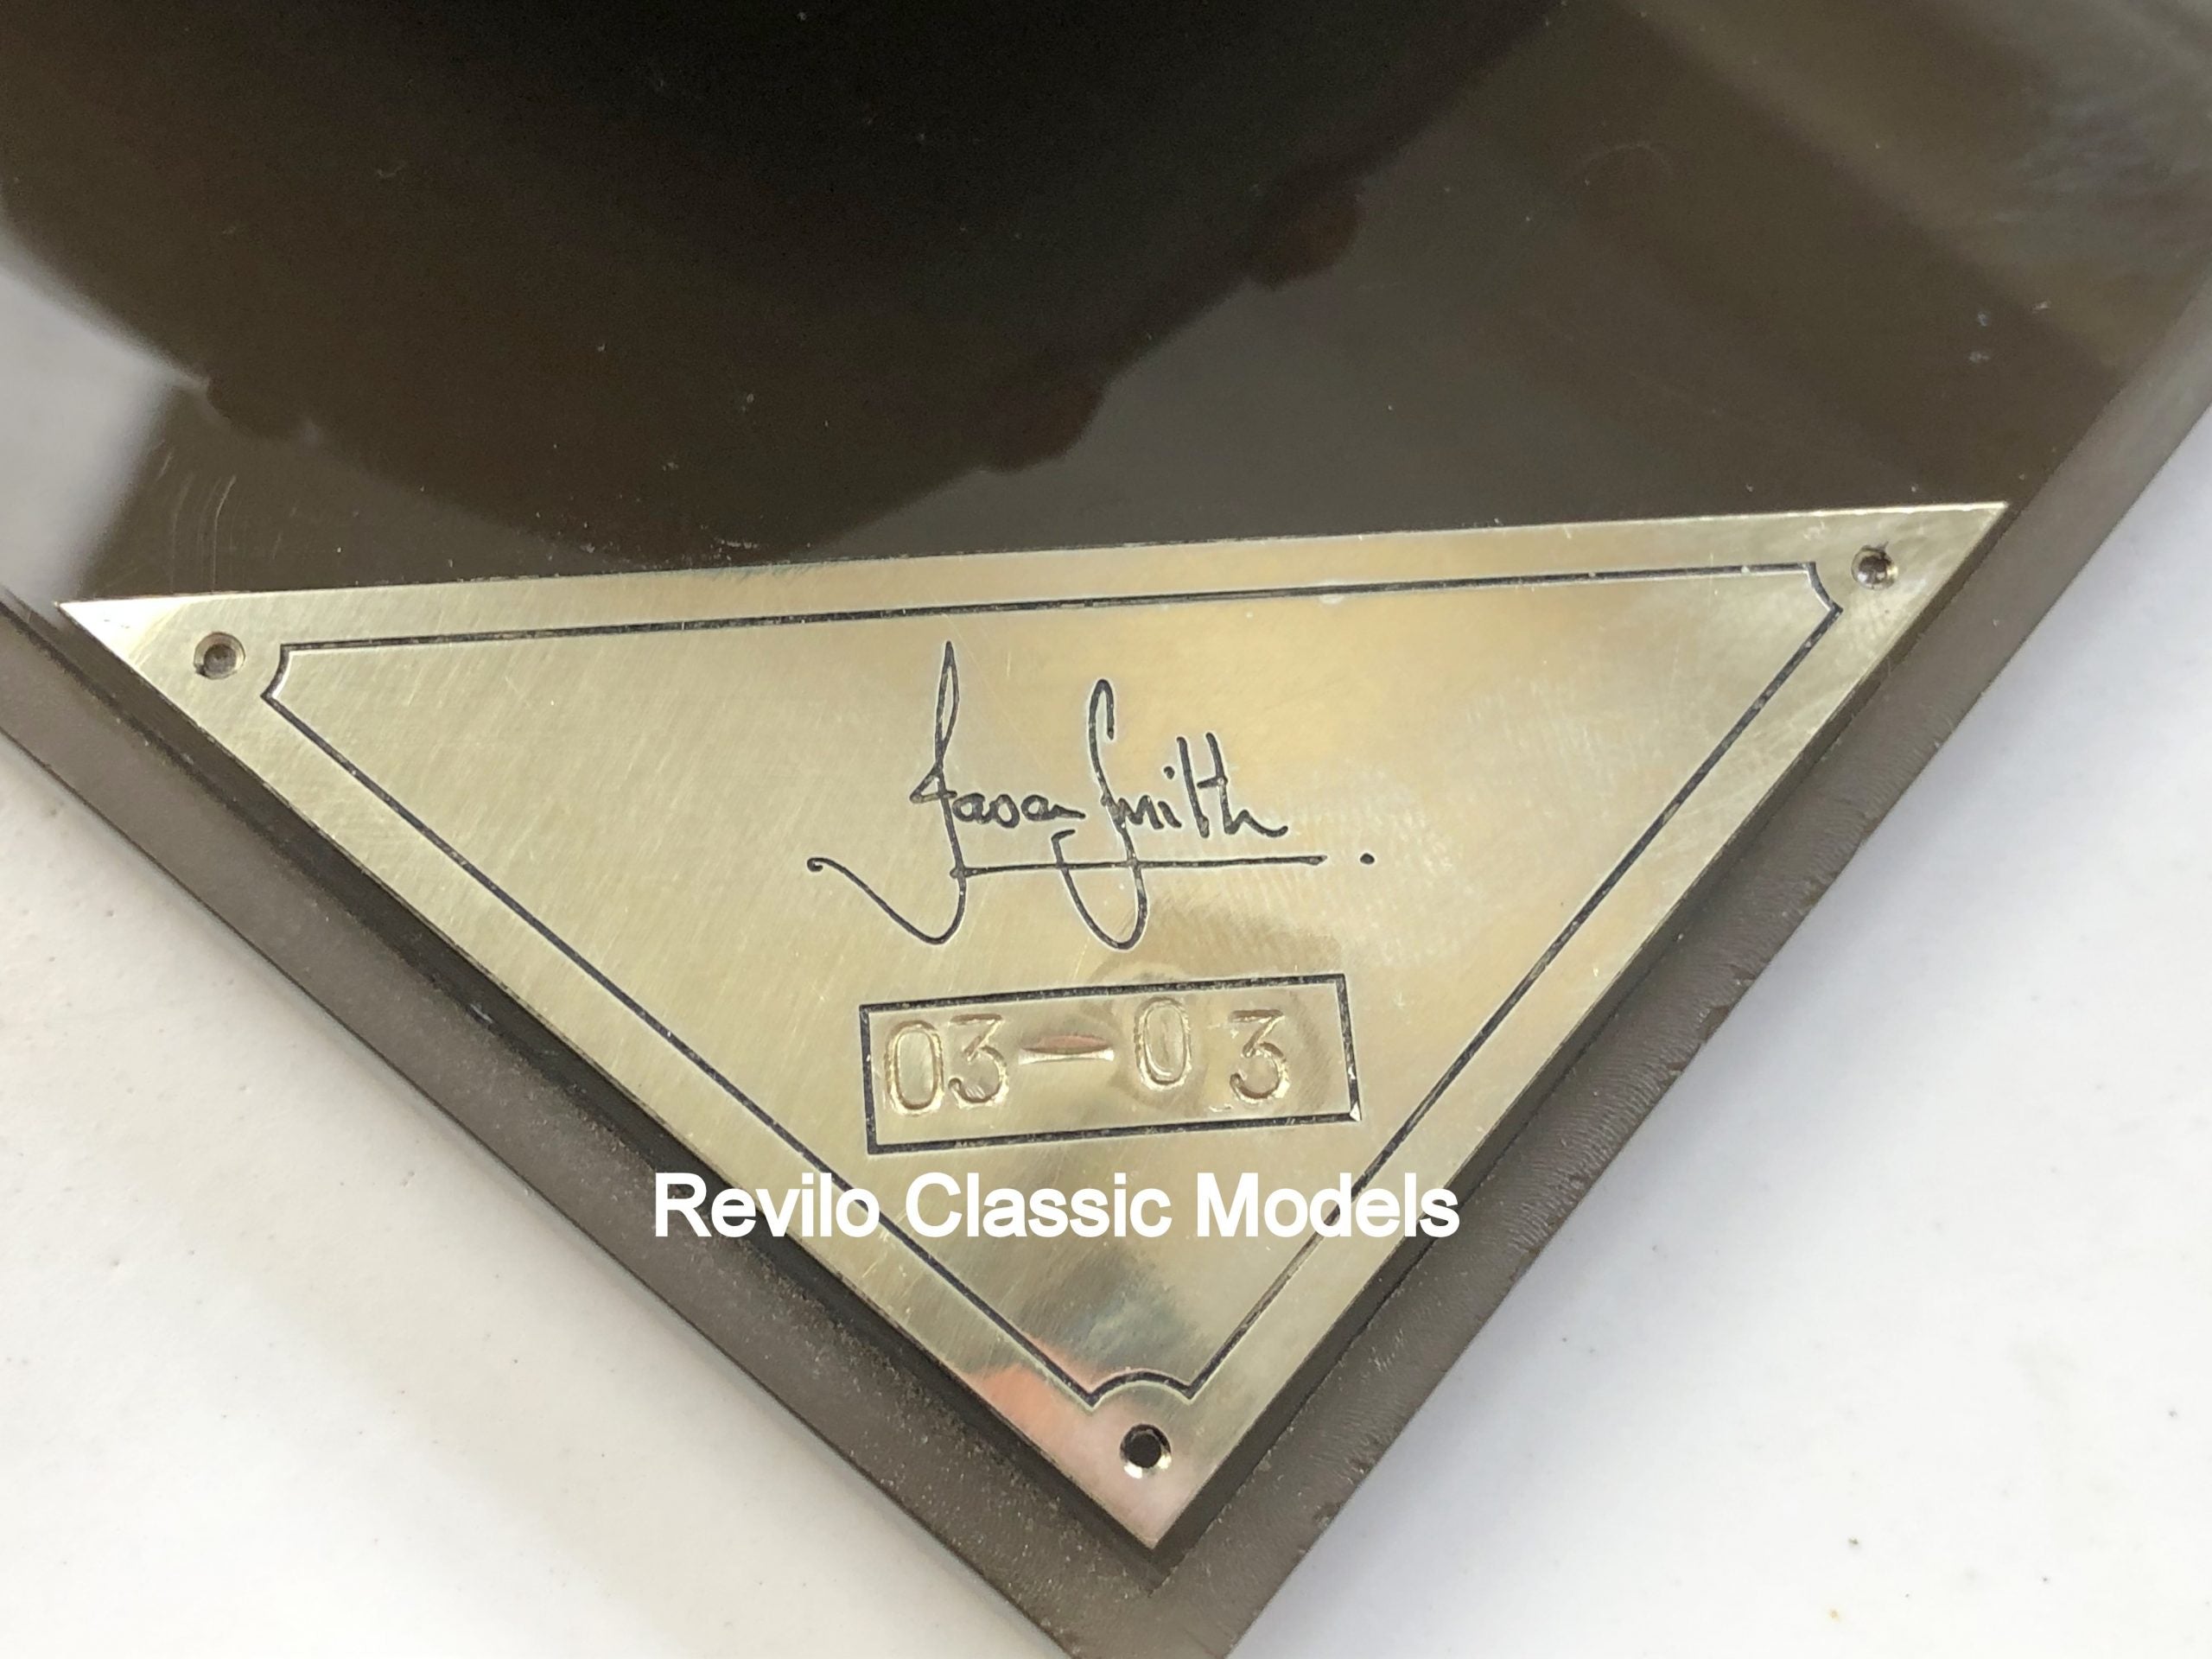 Jason Smith
03-03
Revilo Classic Models